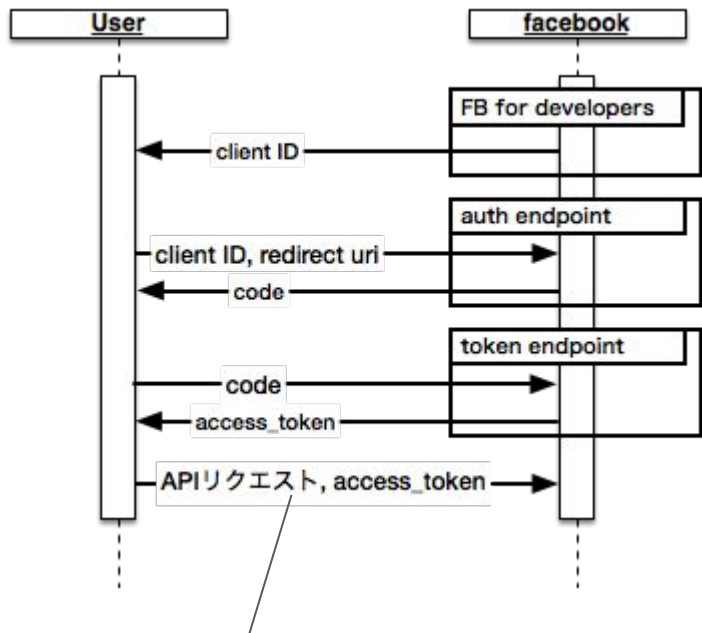 User
facebook
FB for developers
client ID
auth endpoint
client ID, redirect uri
code
token endpoint
code
access_token
APIリクエスト, access_token